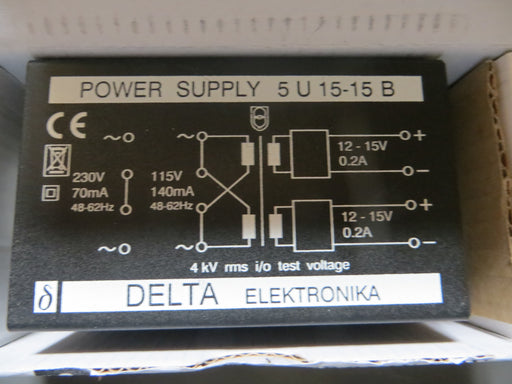 POWER SUPPLY 5 U 15-15 B
CE
230V
70mA
48-62Hz
115V
140mA
48-62Hz
12 - 15V
0.2A
+
−
12 - 15V
0.2A
+
−
4 kV rms i/o test voltage
δ DELTA ELEKTRONIKA